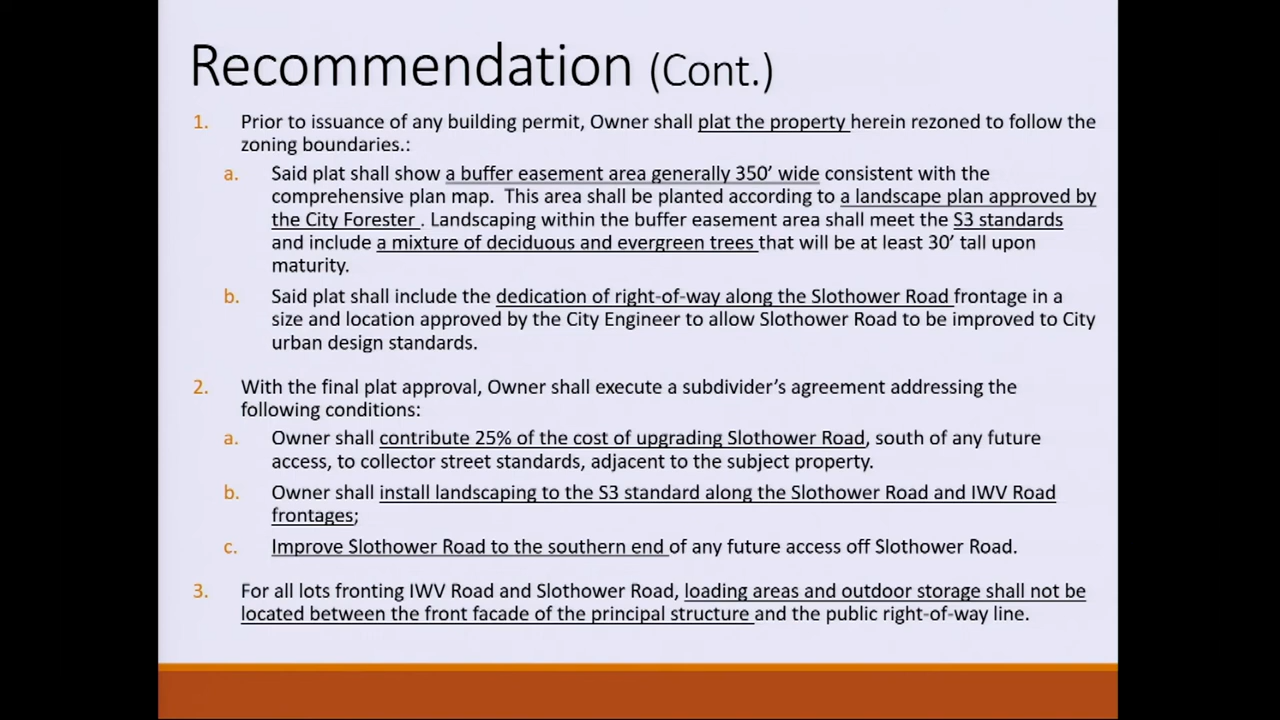 Recommendation (Cont.)
1. Prior to issuance of any building permit, Owner shall plat the property herein rezoned to follow the
zoning boundaries.:
a. Said plat shall show a buffer easement area generally 350’ wide consistent with the
comprehensive plan map. This area shall be planted according to a landscape plan approved by
the City Forester . Landscaping within the buffer easement area shall meet the S3 standards
and include a mixture of deciduous and evergreen trees that will be at least 30’ tall upon
maturity.
b. Said plat shall include the dedication of right-of-way along the Slothower Road frontage in a
size and location approved by the City Engineer to allow Slothower Road to be improved to City
urban design standards.
2. With the final plat approval, Owner shall execute a subdivider’s agreement addressing the
following conditions:
a. Owner shall contribute 25% of the cost of upgrading Slothower Road, south of any future
access, to collector street standards, adjacent to the subject property.
b. Owner shall install landscaping to the S3 standard along the Slothower Road and IWV Road
frontages;
c. Improve Slothower Road to the southern end of any future access off Slothower Road.
3. For all lots fronting IWV Road and Slothower Road, loading areas and outdoor storage shall not be
located between the front facade of the principal structure and the public right-of-way line.